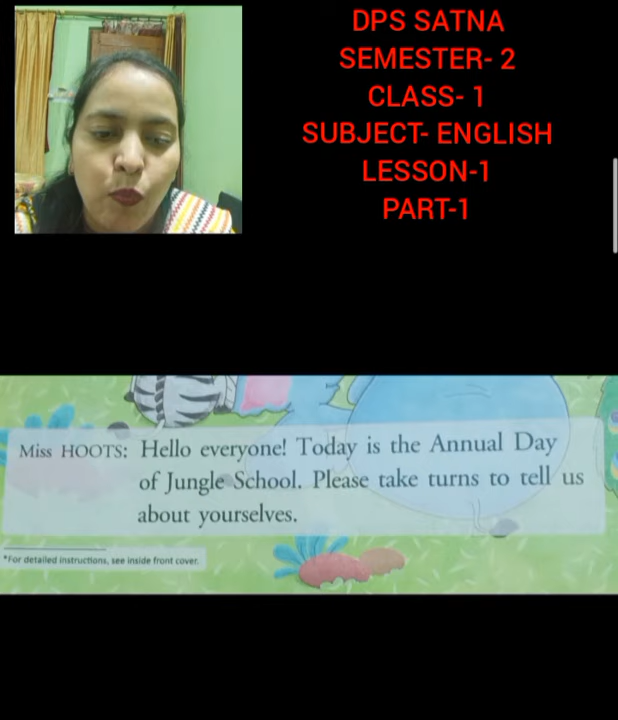 DPS SATNA
SEMESTER- 2
CLASS- 1
SUBJECT- ENGLISH
LESSON-1
PART-1
Miss HOOTS: Hello everyone! Today is the Annual Day
of Jungle School. Please take turns to tell us
about yourselves.
*For detailed instructions, see inside front cover.